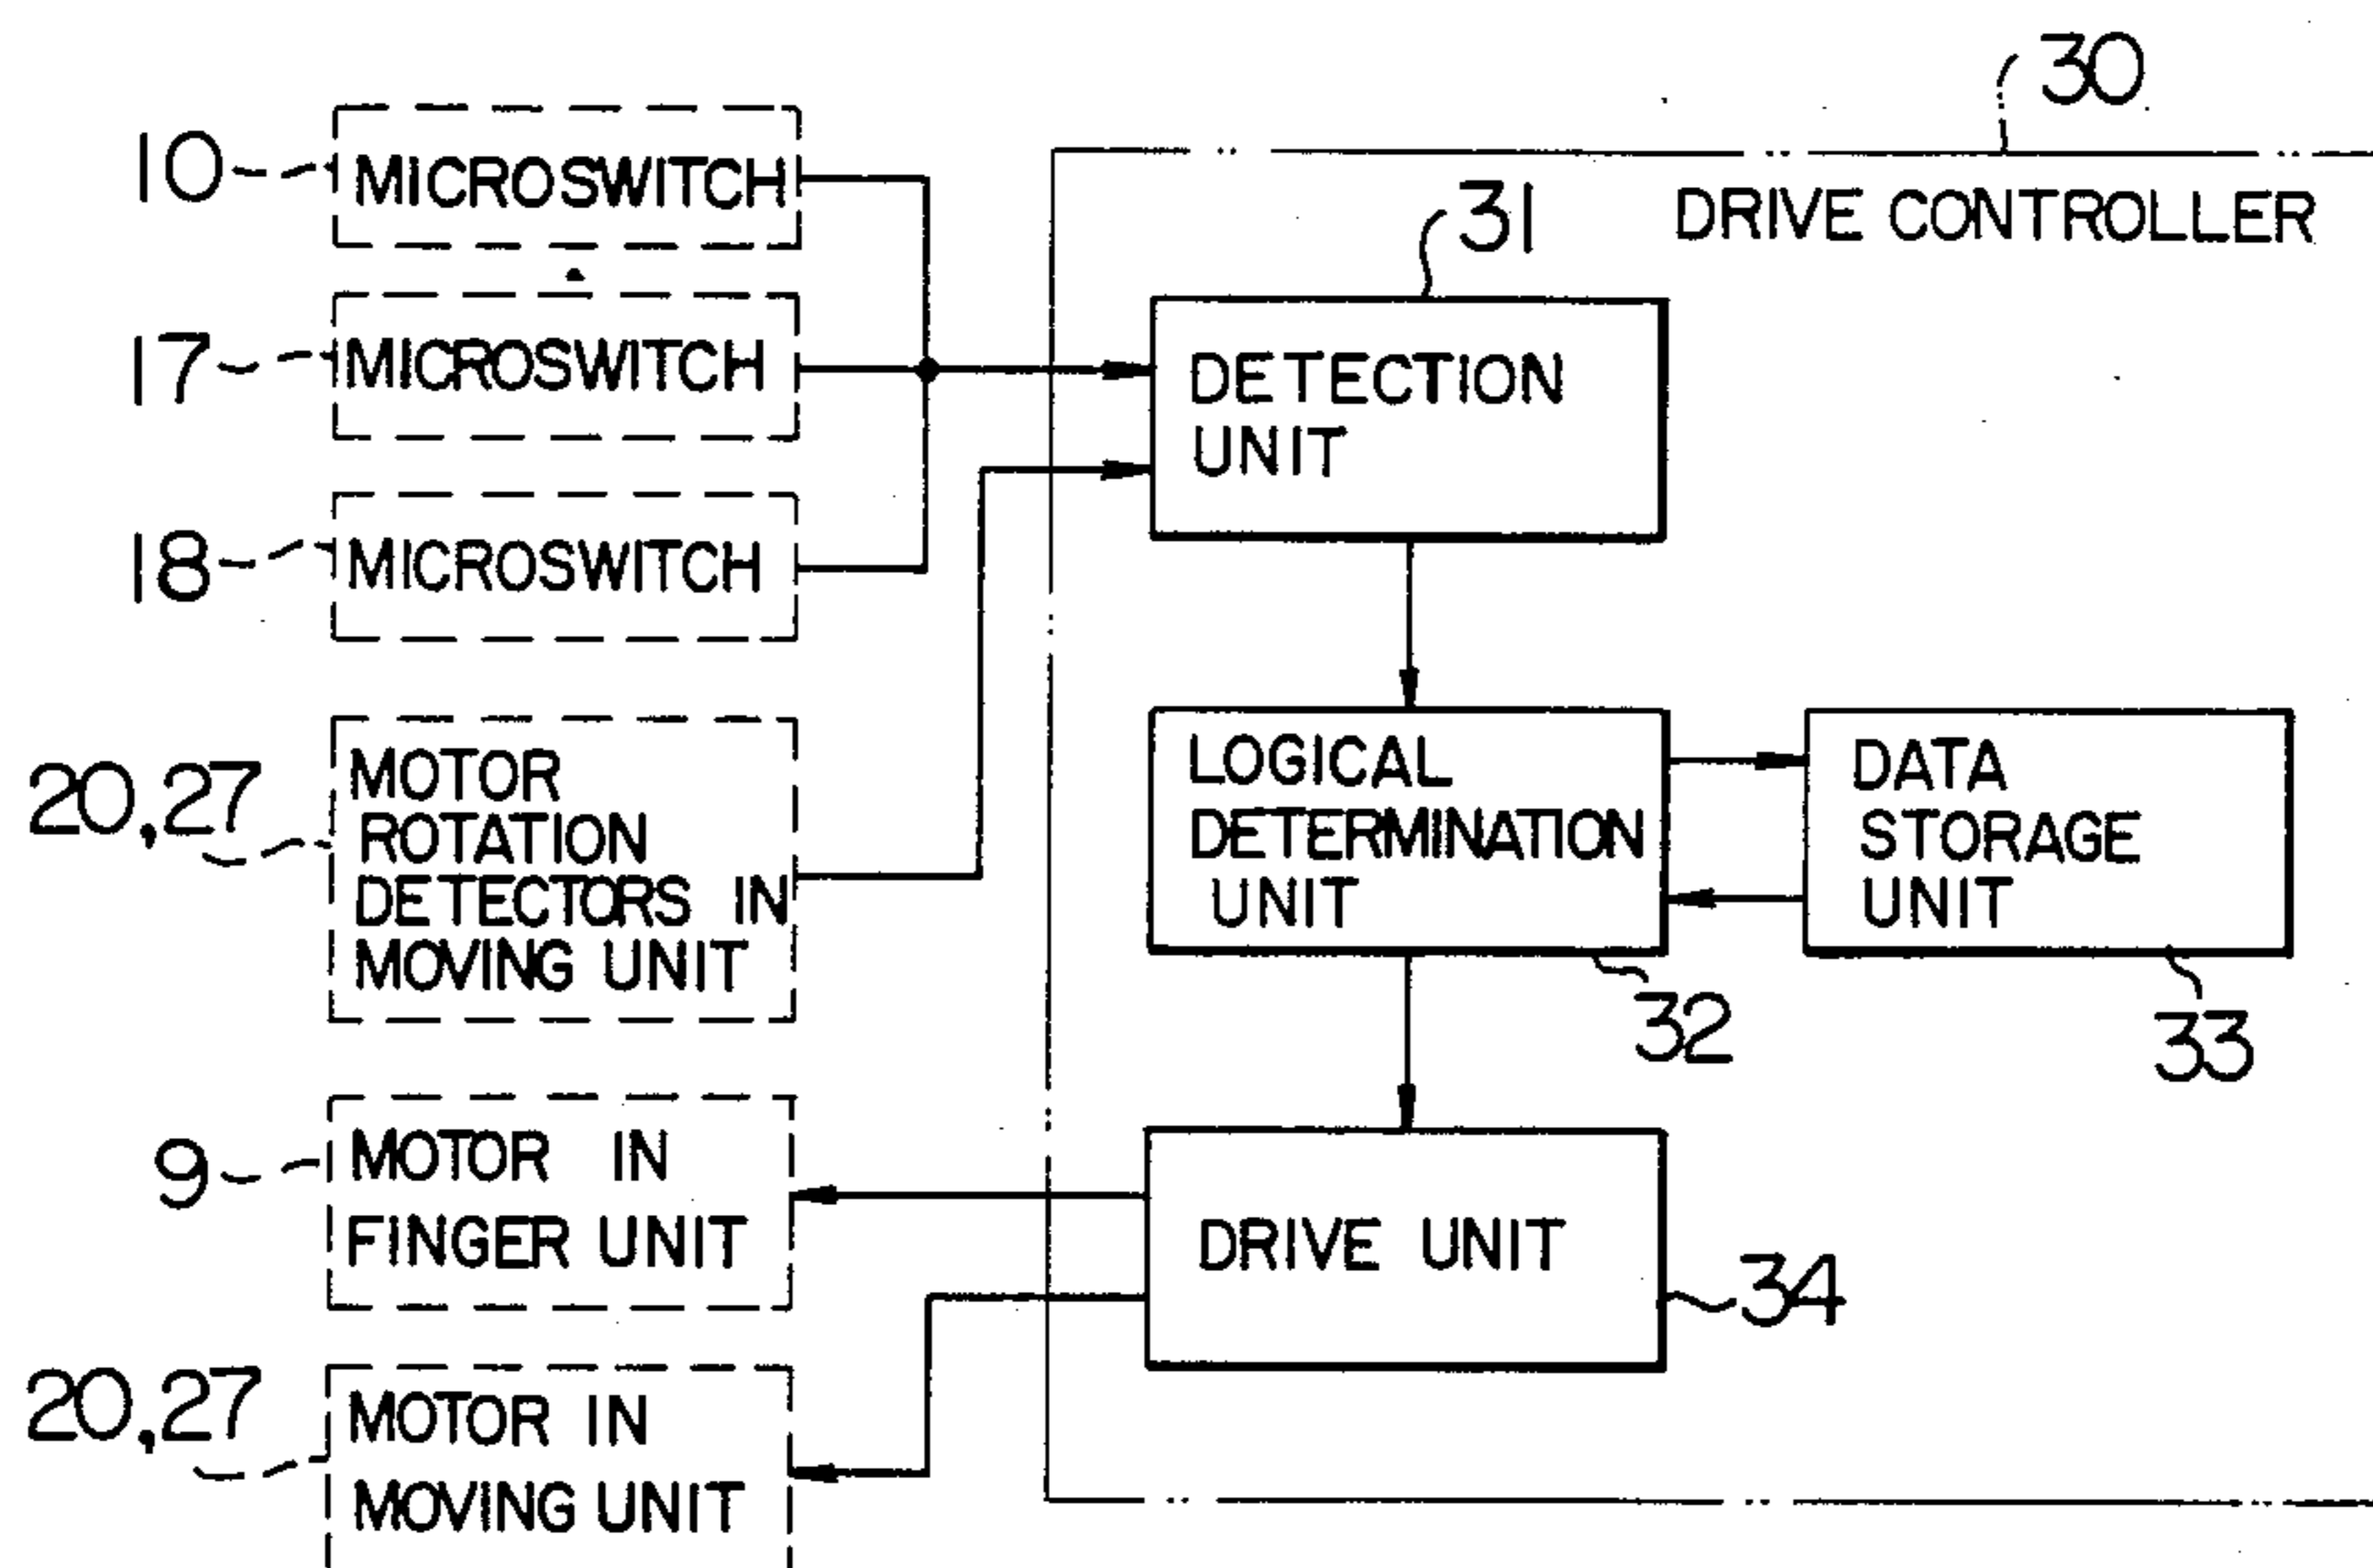 30
10 MICROSWITCH
DRIVE CONTROLLER
31
17 MICROSWITCH
DETECTION
UNIT
18 MICROSWITCH
20,27
MOTOR
ROTATION
DETECTORS IN
MOVING UNIT
LOGICAL
DETERMINATION
UNIT
32
DATA
STORAGE
UNIT
33
9
MOTOR IN
FINGER UNIT
DRIVE UNIT
34
20,27
MOTOR IN
MOVING UNIT